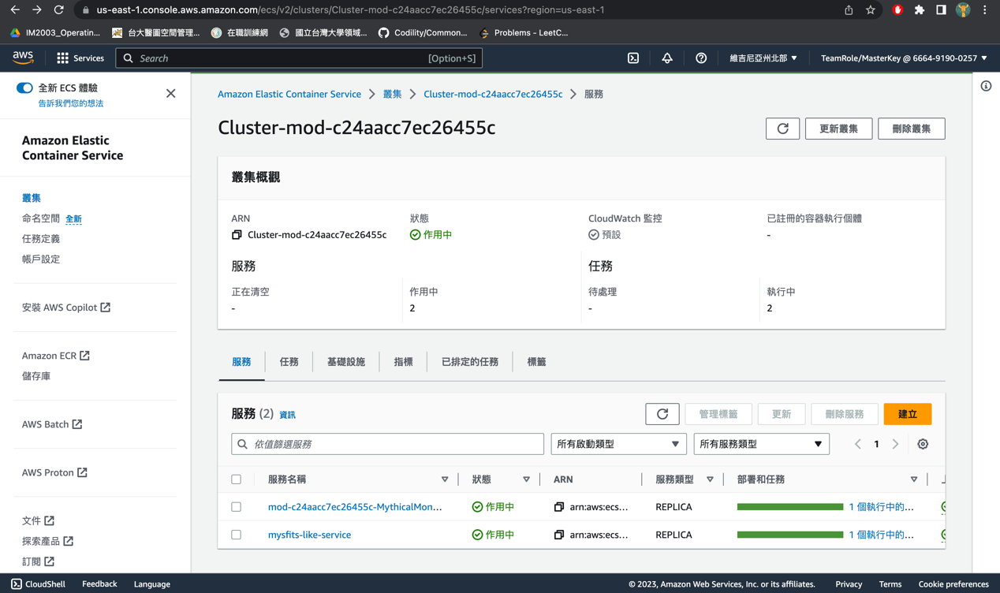 us-east-1.console.aws.amazon.com/ecs/v2/clusters/Cluster-mod-c24aacc7ec26455c/services?region=us-east-1
IM2003_Operatin... 台大醫圖空間管理... 在職訓練網 國立台灣大學領域... Codility/Common... Problems - LeetC...
aws Services Search [Option+S] 維吉尼亞州北部 ▼ TeamRole/MasterKey @ 6664-9190-0257 ▼
全新 ECS 體驗
告訴我們您的想法
Amazon Elastic
Container Service
叢集
命名空間 全新
任務定義
帳戶設定
安裝 AWS Copilot
Amazon ECR
儲存庫
AWS Batch
AWS Proton
文件
探索產品
訂閱
Amazon Elastic Container Service > 叢集 > Cluster-mod-c24aacc7ec26455c > 服務
Cluster-mod-c24aacc7ec26455c 更新叢集 刪除叢集
叢集概觀
ARN 狀態 CloudWatch 監控 已註冊的容器執行個體
Cluster-mod-c24aacc7ec26455c 作用中 預設 -
服務 任務
正在清空 作用中 待處理 執行中
- 2 - 2
服務 任務 基礎設施 指標 已排定的任務 標籤
服務 (2) 資訊 管理標籤 更新 刪除服務 建立
依值篩選服務 所有啟動類型 所有服務類型 1
服務名稱 狀態 ARN 服務類型 部署和任務
mod-c24aacc7ec26455c-MythicalMon... 作用中 arn:aws:ecs... REPLICA 1 個執行中的...
mysfits-like-service 作用中 arn:aws:ecs... REPLICA 1 個執行中的...
CloudShell Feedback Language © 2023, Amazon Web Services, Inc. or its affiliates. Privacy Terms Cookie preferences